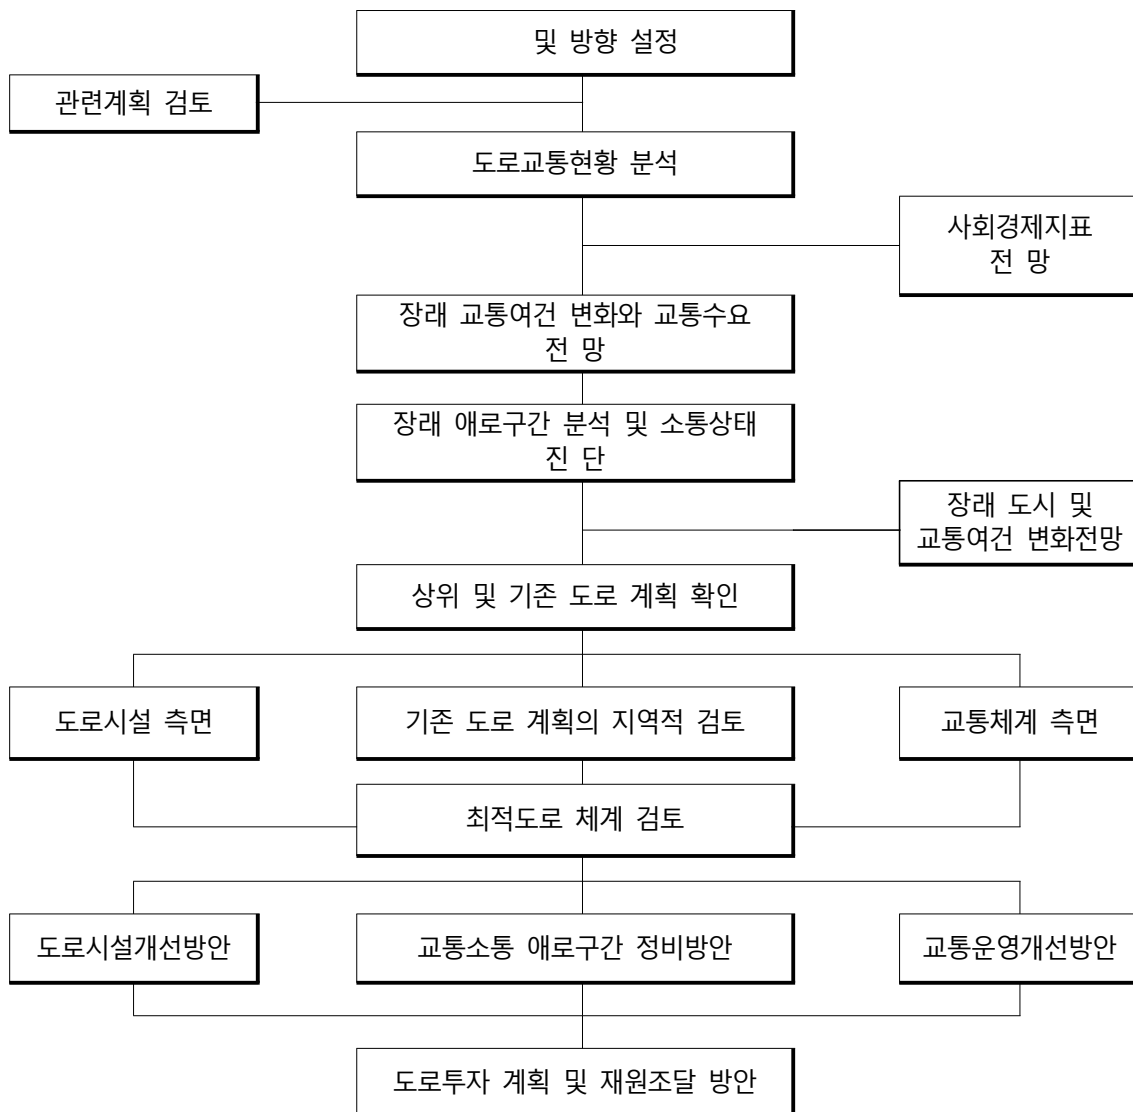 및 방향 설정
관련계획 검토
도로교통현황 분석
사회경제지표
전 망
장래 교통여건 변화와 교통수요
전 망
장래 애로구간 분석 및 소통상태
진 단
장래 도시 및
교통여건 변화전망
상위 및 기존 도로 계획 확인
도로시설 측면
기존 도로 계획의 지역적 검토
교통체계 측면
최적도로 체계 검토
도로시설개선방안
교통소통 애로구간 정비방안
교통운영개선방안
도로투자 계획 및 재원조달 방안